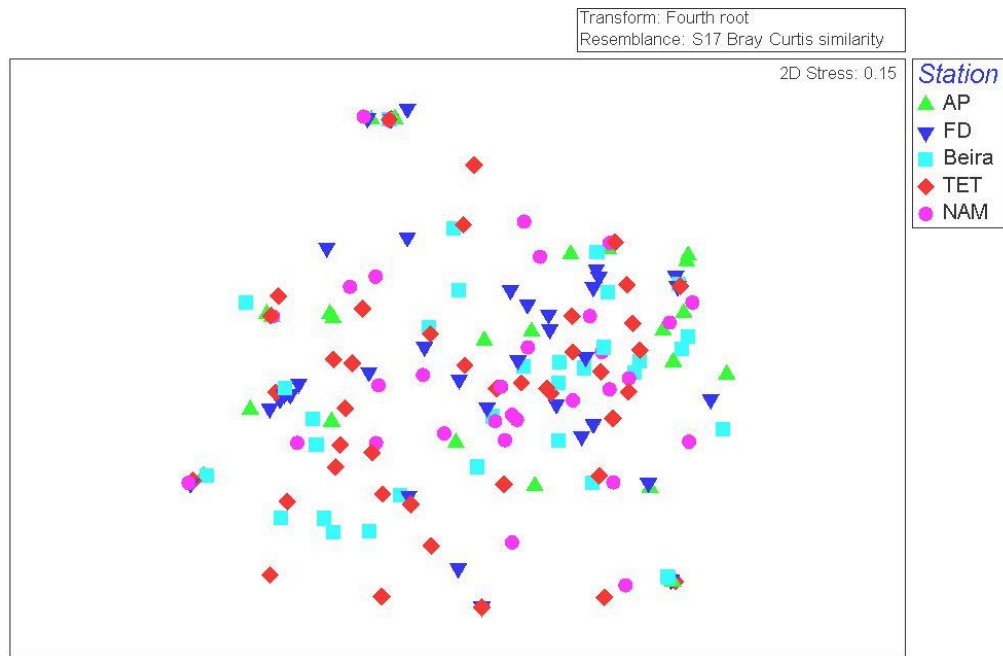 Transform: Fourth root
Resemblance: S17 Bray Curtis similarity
2D Stress: 0.15
Station
AP
FD
Beira
TET
NAM